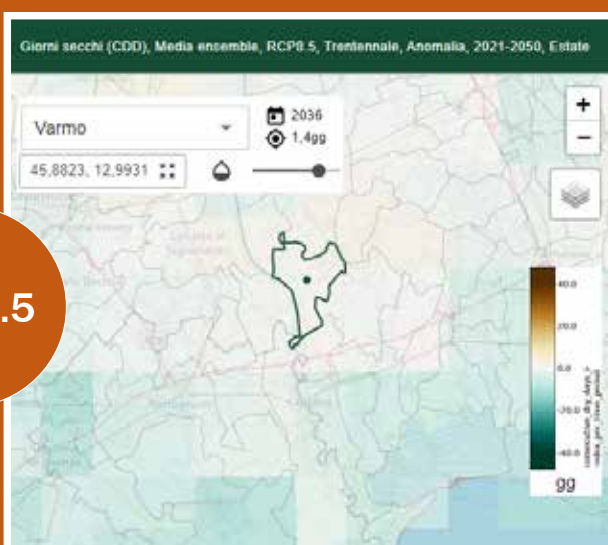 Giorni secchi (CDD), Media ensemble, RCP8.5, Trentennale, Anomalia, 2021-2050, Estate
Varmo
2036
1,4gg
45,8823, 12,9931
+
−
.5
40.0
20.0
0.0
-20.0
-40.0
gg